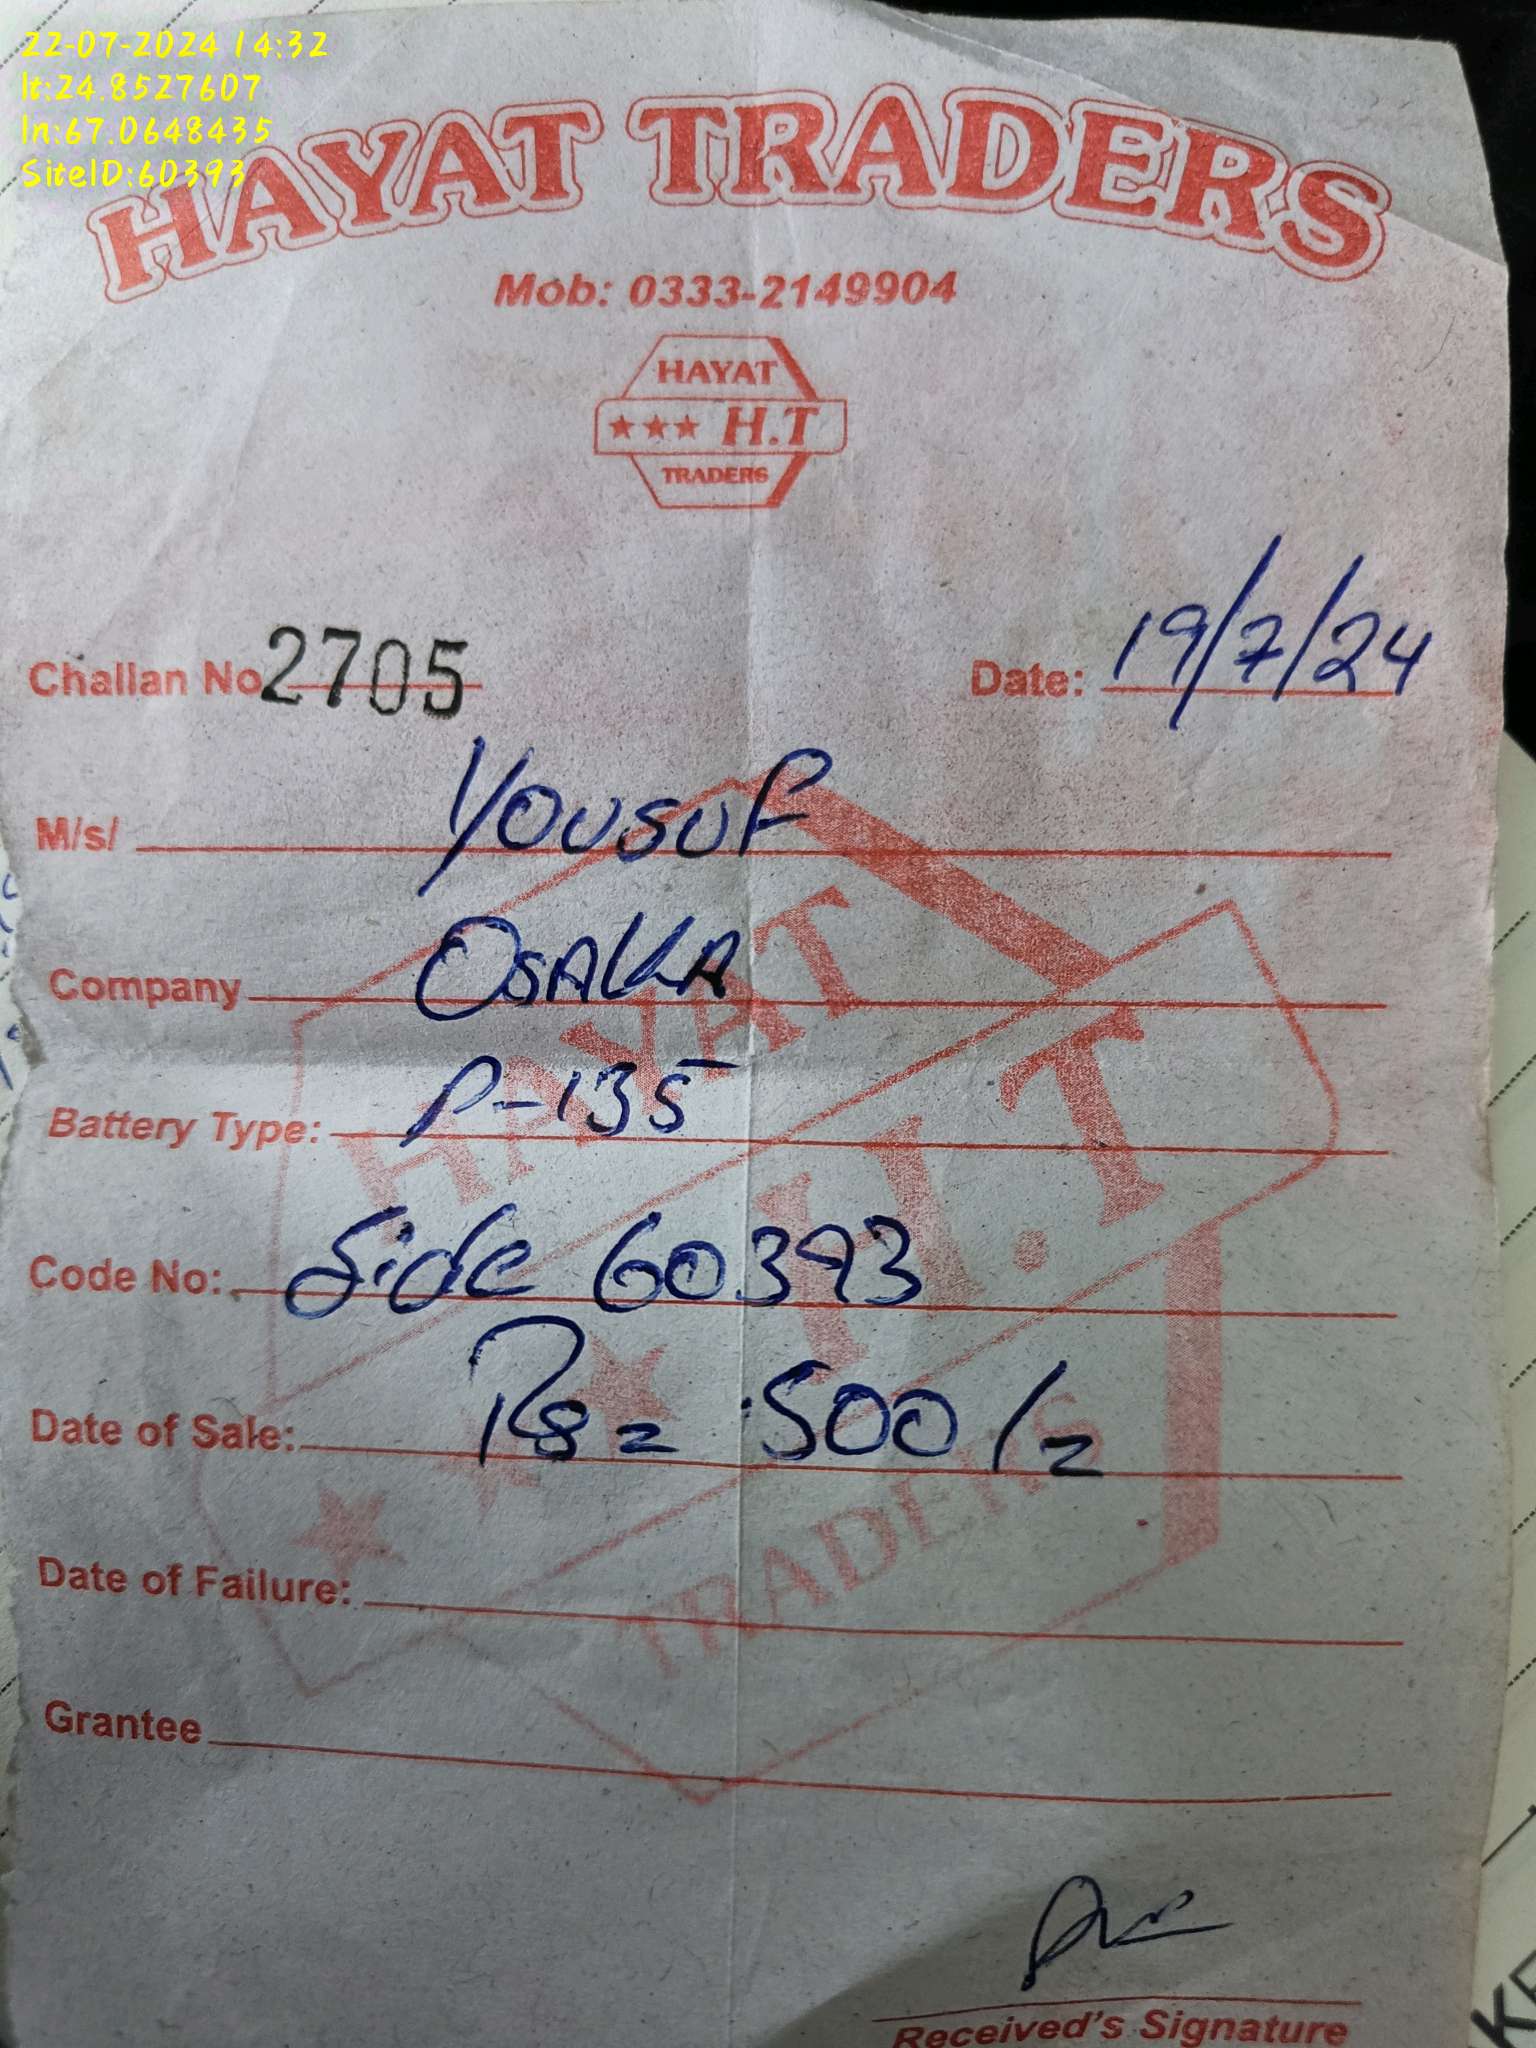 22-07-2024 14:32
lt:24.8527607
ln:67.0648435
SiteID:60393
HAYAT TRADERS
Mob: 0333-2149904
HAYAT
H.T
TRADERS
Challan No 2705 Date: 19/7/24
M/s/ YOUSUF
Company OSAKA
Battery Type: P-135
Code No: Side 60393
Date of Sale: Rs = 500/=
Date of Failure:
Grantee
Received's Signature
HAYAT
H.T
TRADERS